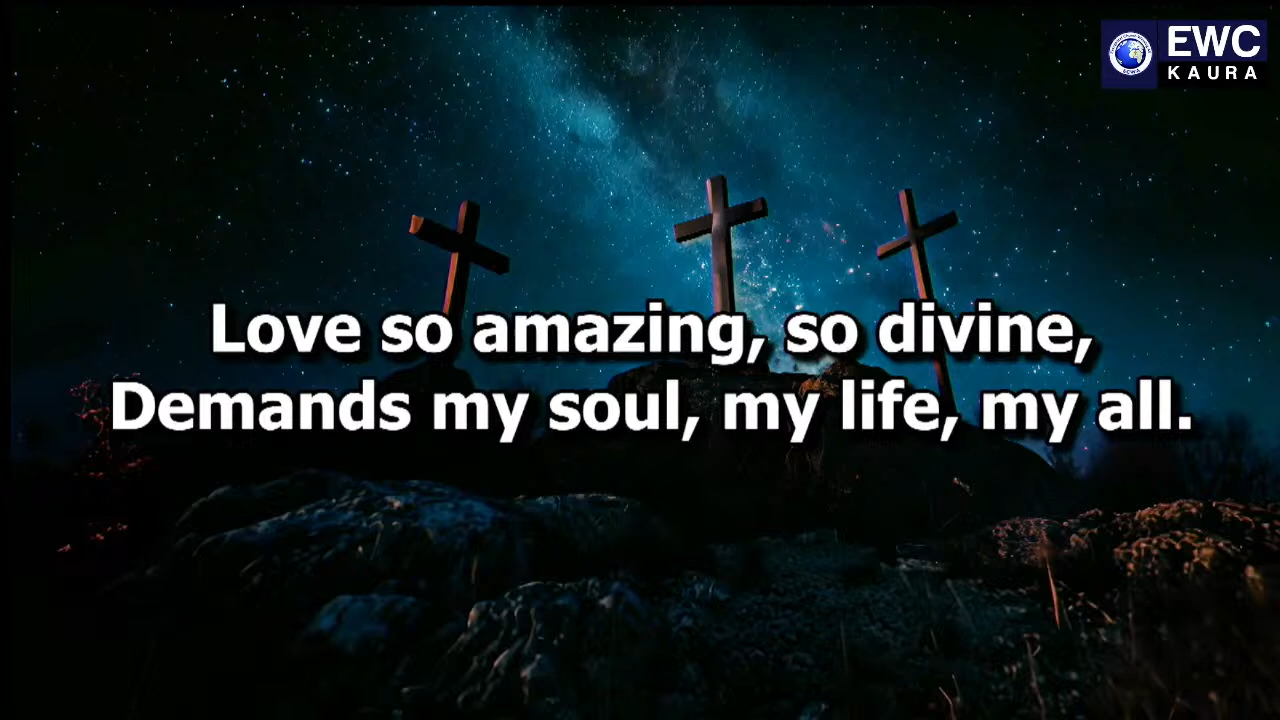 EWC
KAURA
Love so amazing, so divine,
Demands my soul, my life, my all.